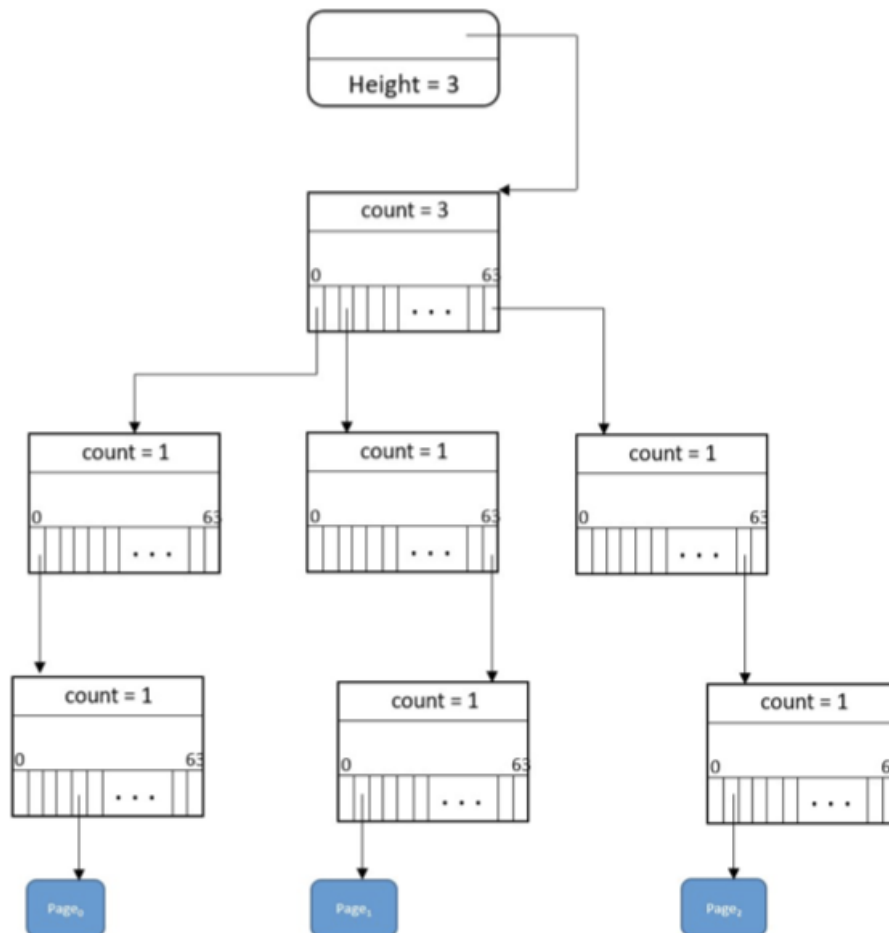 Height = 3
count = 3
0 63
. . .
count = 1
count = 1
count = 1
0 63
0 63
0 63
. . .
. . .
. . .
count = 1
count = 1
count = 1
0 63
0 63
0 6
. . .
. . .
. . .
Page₀
Page₁
Page₂